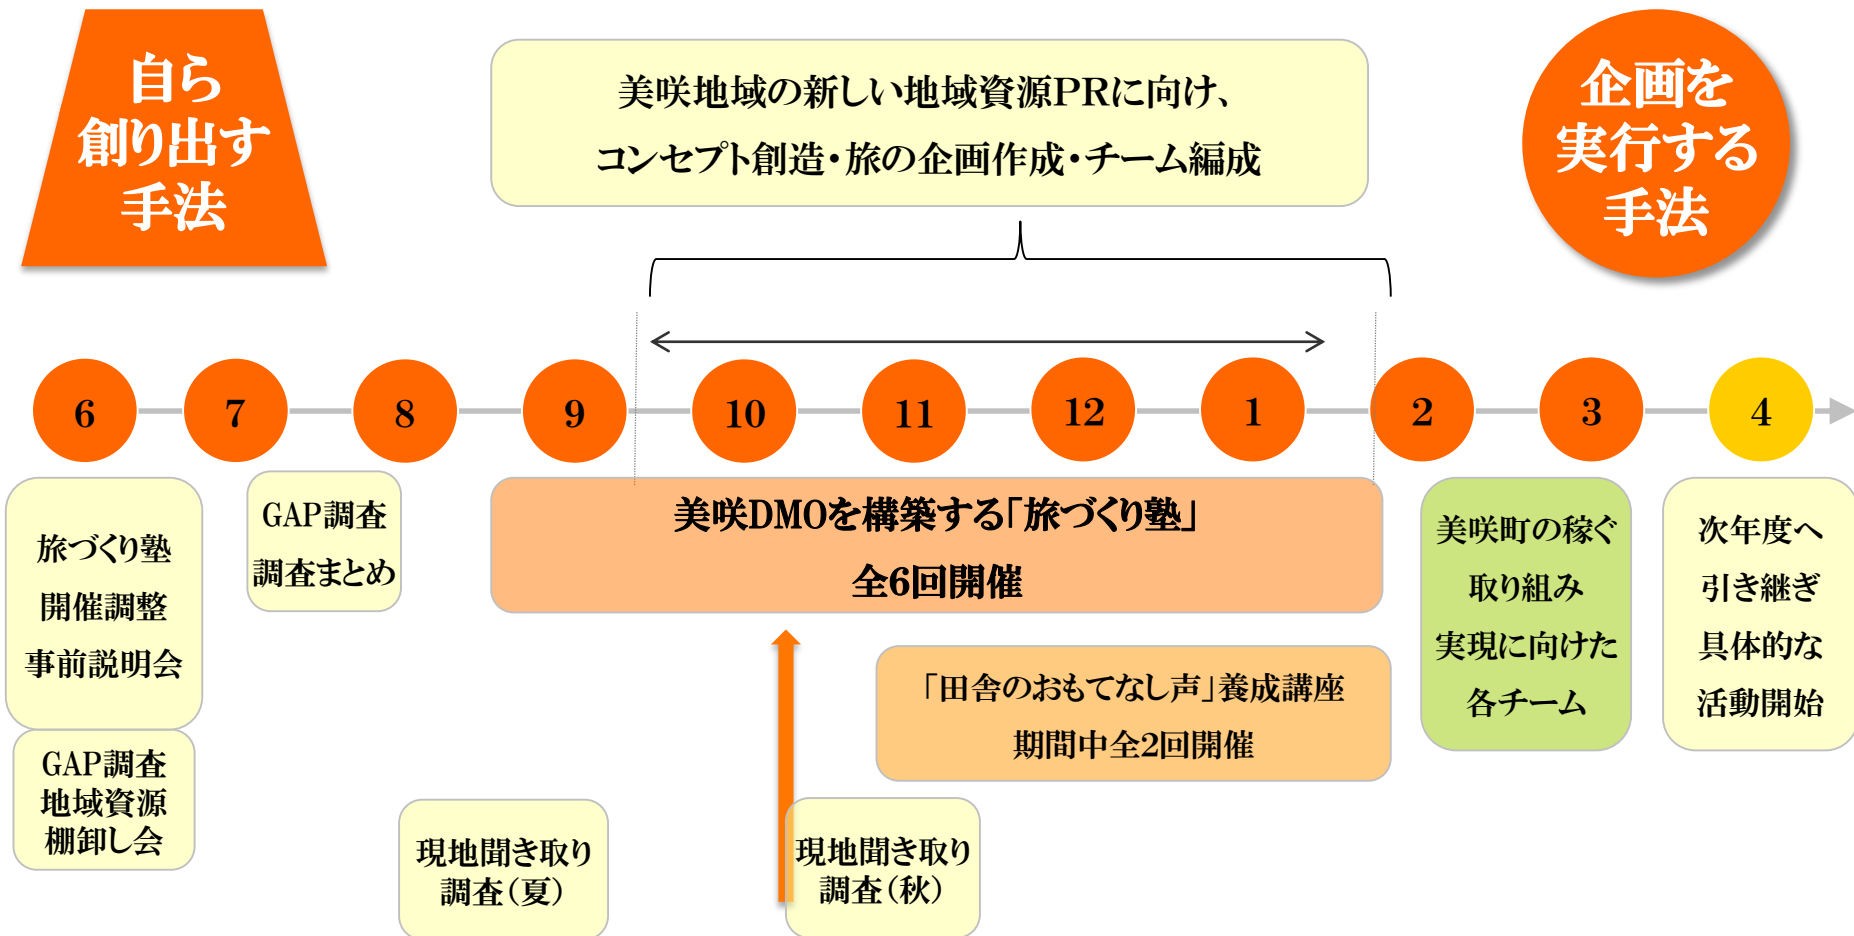 自ら
創り出す
手法
美咲地域の新しい地域資源PRに向け、
コンセプト創造・旅の企画作成・チーム編成
企画を
実行する
手法
6
7
8
9
10
11
12
1
2
3
4
旅づくり塾
開催調整
事前説明会
GAP調査
調査まとめ
美咲DMOを構築する「旅づくり塾」
全6回開催
美咲町の稼ぐ
取り組み
実現に向けた
各チーム
次年度へ
引き継ぎ
具体的な
活動開始
「田舎のおもてなし声」養成講座
期間中全2回開催
GAP調査
地域資源
棚卸し会
現地聞き取り
調査（夏）
現地聞き取り
調査（秋）